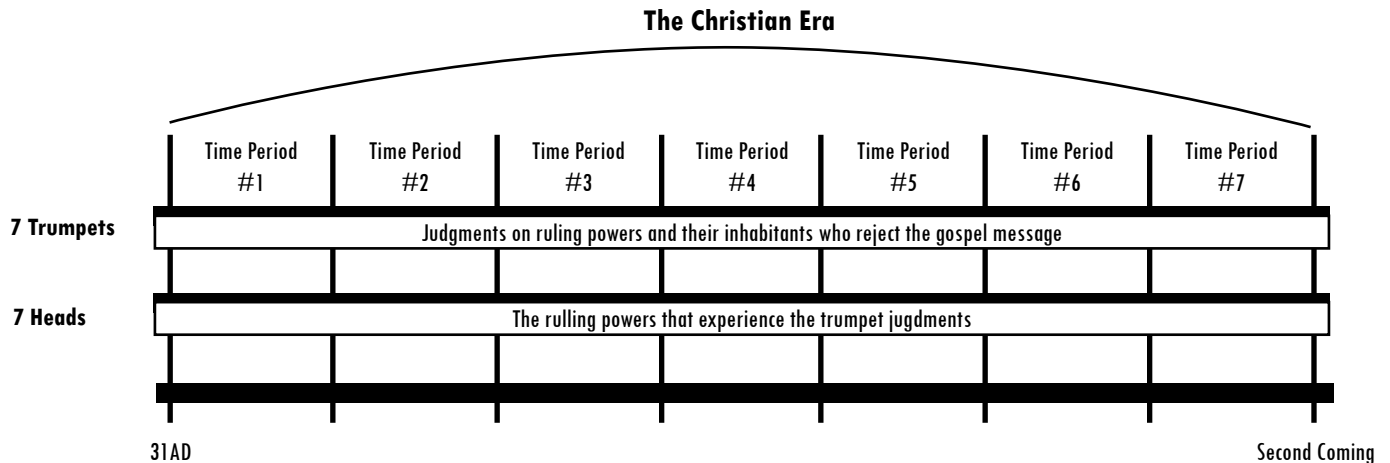 The Christian Era
Time Period
#1
Time Period
#2
Time Period
#3
Time Period
#4
Time Period
#5
Time Period
#6
Time Period
#7
7 Trumpets
Judgments on ruling powers and their inhabitants who reject the gospel message
7 Heads
The rulling powers that experience the trumpet jugdments
31AD
Second Coming